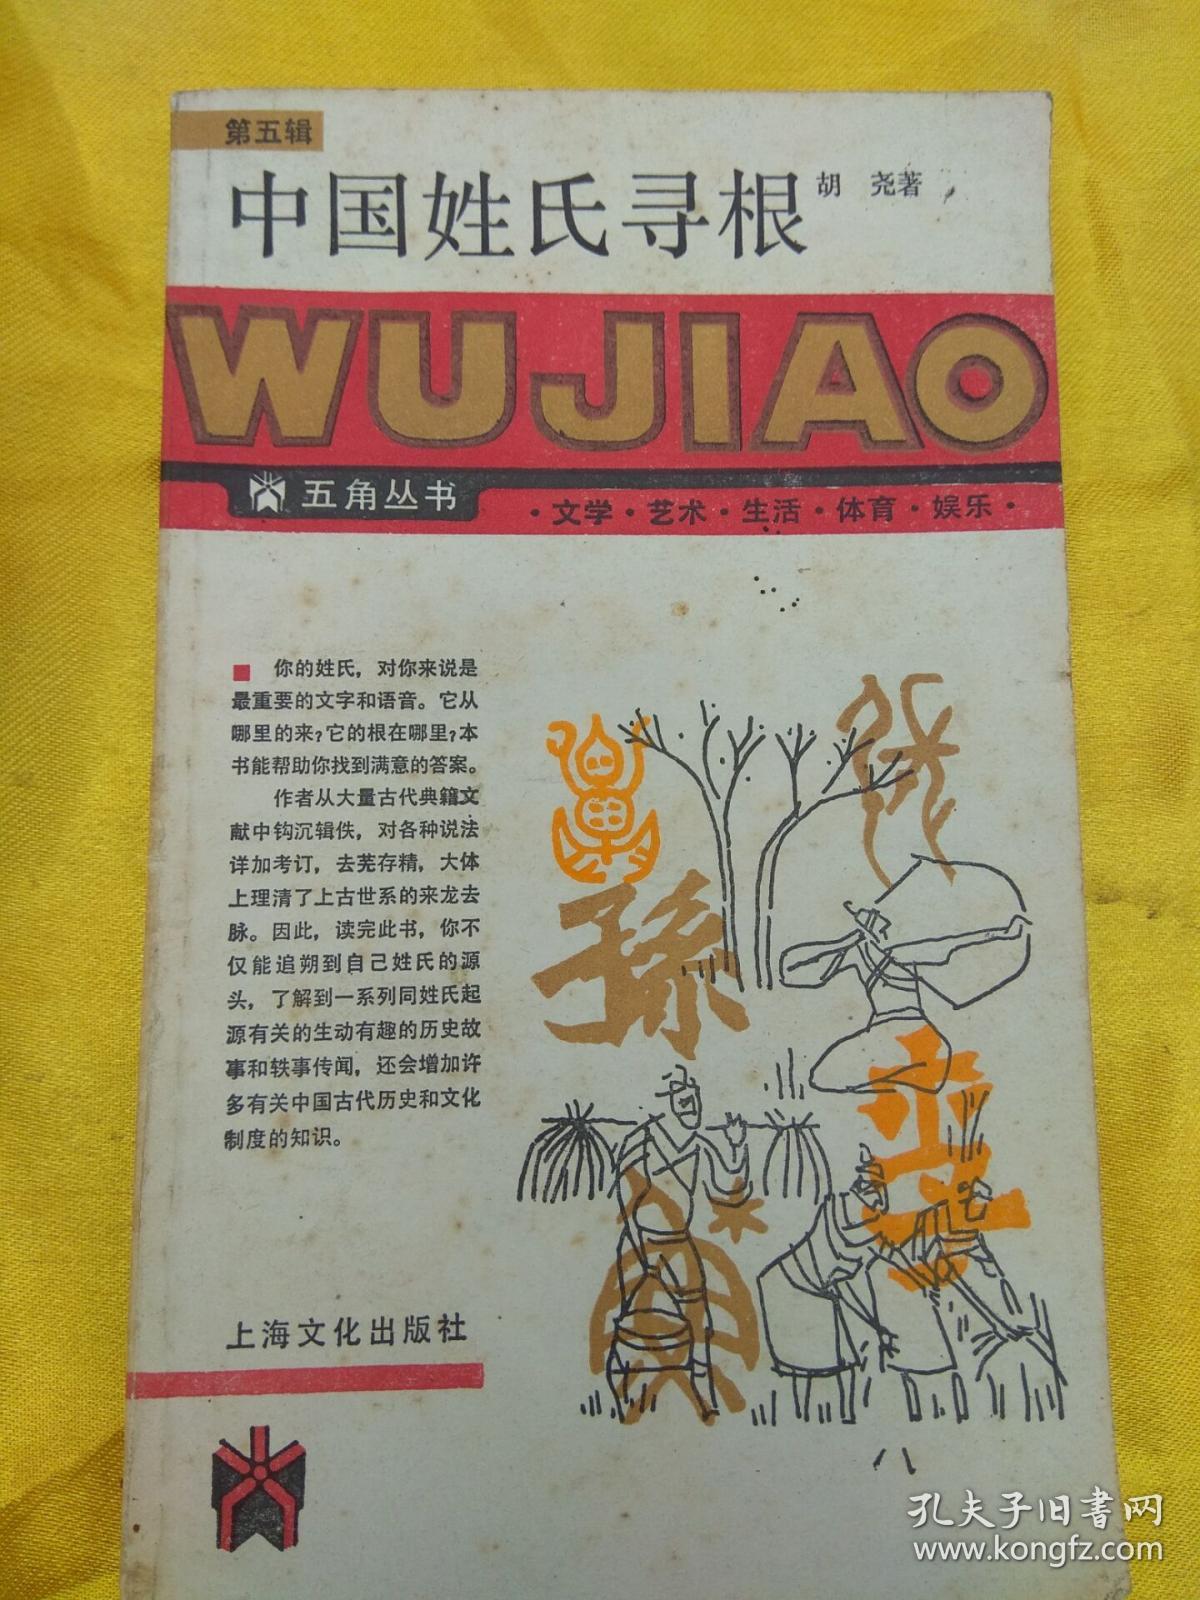 第五辑
中国姓氏寻根 胡 尧著
WUJIAO
五角丛书
·文学·艺术·生活·体育·娱乐·
你的姓氏，对你来说是
最重要的文字和语音。它从
哪里的来？它的根在哪里？本
书能帮助你找到满意的答案。
作者从大量古代典籍文
献中钩沉辑佚，对各种说法
详加考订，去芜存精，大体
上理清了上古世系的来龙去
脉。因此，读完此书，你不
仅能追朔到自己姓氏的源
头，了解到一系列同姓氏起
源有关的生动有趣的历史故
事和轶事传闻，还会增加许
多有关中国古代历史和文化
制度的知识。
孫
上海文化出版社
孔夫子旧书网
www.kongfz.com